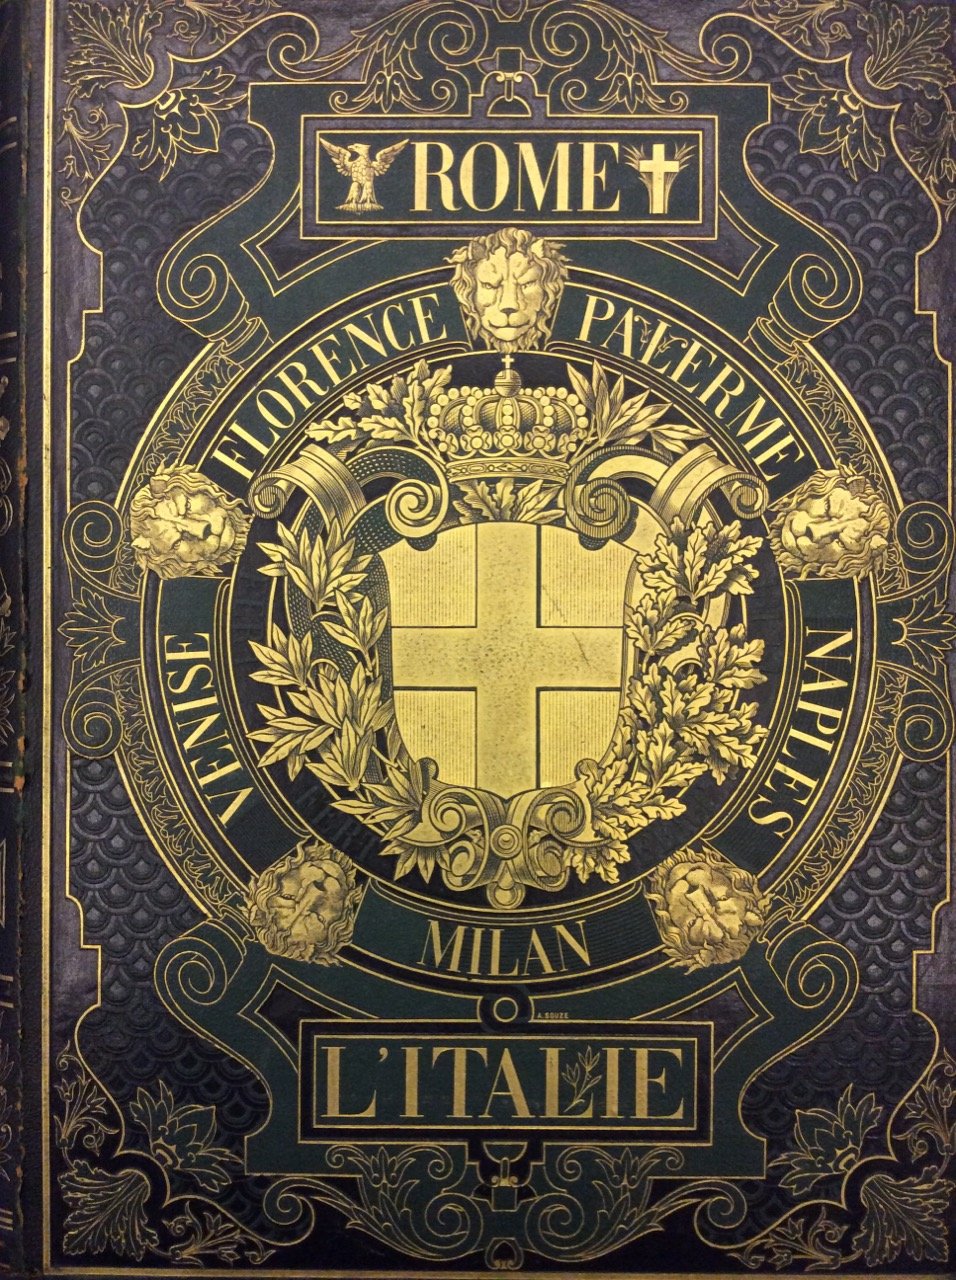 ROME
FLORENCE
PALERME
VENISE
NAPLES
MILAN
A. SOUZE
L'ITALIE